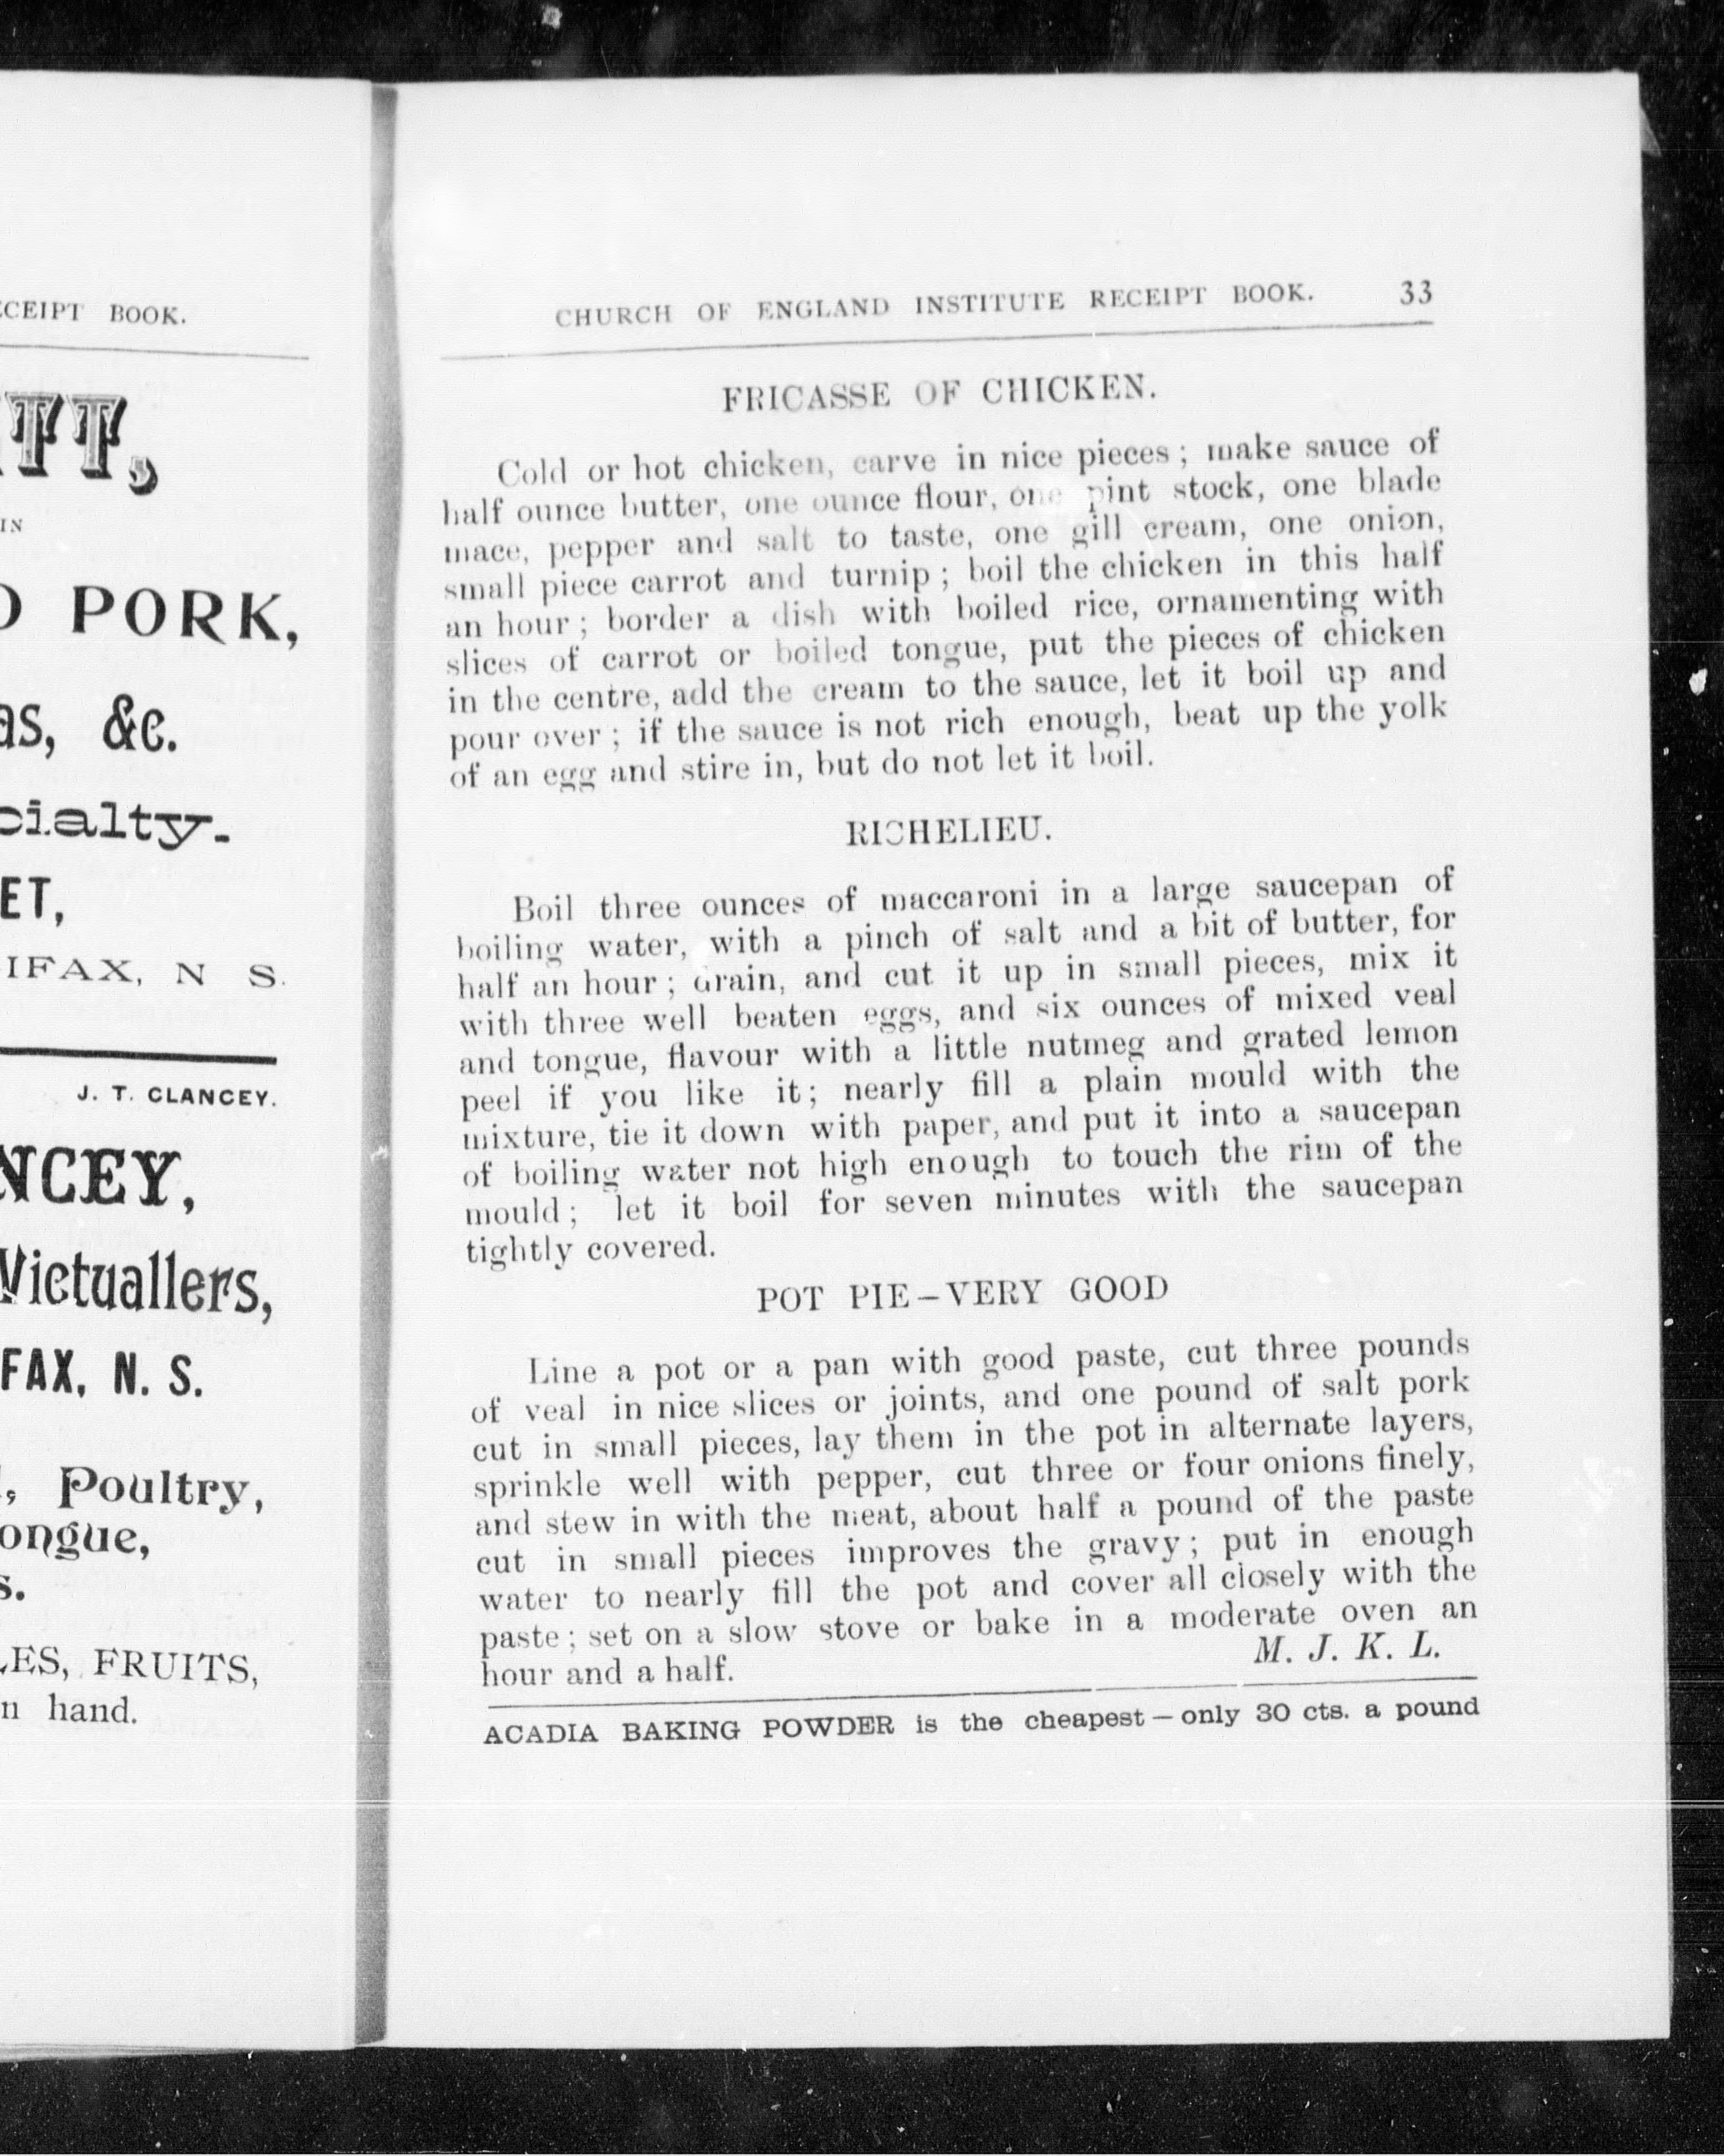 ECEIPT BOOK.
ITT,
IN
D PORK,
as, &c.
cialty.
ET,
IFAX, N S.
J. T. CLANCEY.
NCEY,
Victuallers,
FAX, N. S.
, Poultry,
ongue,
s.
LES, FRUITS,
n hand.
CHURCH OF ENGLAND INSTITUTE RECEIPT BOOK. 33
FRICASSE OF CHICKEN.
Cold or hot chicken, carve in nice pieces; make sauce of
half ounce butter, one ounce flour, one pint stock, one blade
mace, pepper and salt to taste, one gill cream, one onion,
small piece carrot and turnip; boil the chicken in this half
an hour; border a dish with boiled rice, ornamenting with
slices of carrot or boiled tongue, put the pieces of chicken
in the centre, add the cream to the sauce, let it boil up and
pour over; if the sauce is not rich enough, beat up the yolk
of an egg and stire in, but do not let it boil.
RICHELIEU.
Boil three ounces of maccaroni in a large saucepan of
boiling water, with a pinch of salt and a bit of butter, for
half an hour; drain, and cut it up in small pieces, mix it
with three well beaten eggs, and six ounces of mixed veal
and tongue, flavour with a little nutmeg and grated lemon
peel if you like it; nearly fill a plain mould with the
mixture, tie it down with paper, and put it into a saucepan
of boiling water not high enough to touch the rim of the
mould; let it boil for seven minutes with the saucepan
tightly covered.
POT PIE–VERY GOOD
Line a pot or a pan with good paste, cut three pounds
of veal in nice slices or joints, and one pound of salt pork
cut in small pieces, lay them in the pot in alternate layers,
sprinkle well with pepper, cut three or four onions finely,
and stew in with the meat, about half a pound of the paste
cut in small pieces improves the gravy; put in enough
water to nearly fill the pot and cover all closely with the
paste; set on a slow stove or bake in a moderate oven an
hour and a half. M. J. K. L.
ACADIA BAKING POWDER is the cheapest—only 30 cts. a pound